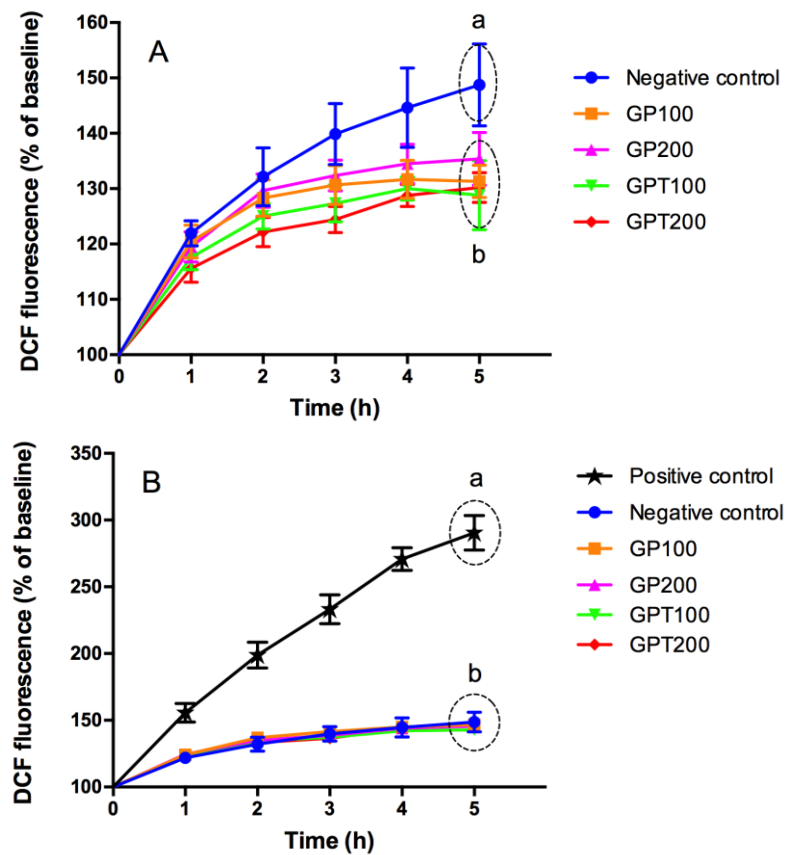 A
DCF fluorescence (% of baseline)
160
150
140
130
120
110
100
0 1 2 3 4 5
Time (h)
a
b
Negative control
GP100
GP200
GPT100
GPT200
B
DCF fluorescence (% of baseline)
350
300
250
200
150
100
0 1 2 3 4 5
Time (h)
a
b
Positive control
Negative control
GP100
GP200
GPT100
GPT200